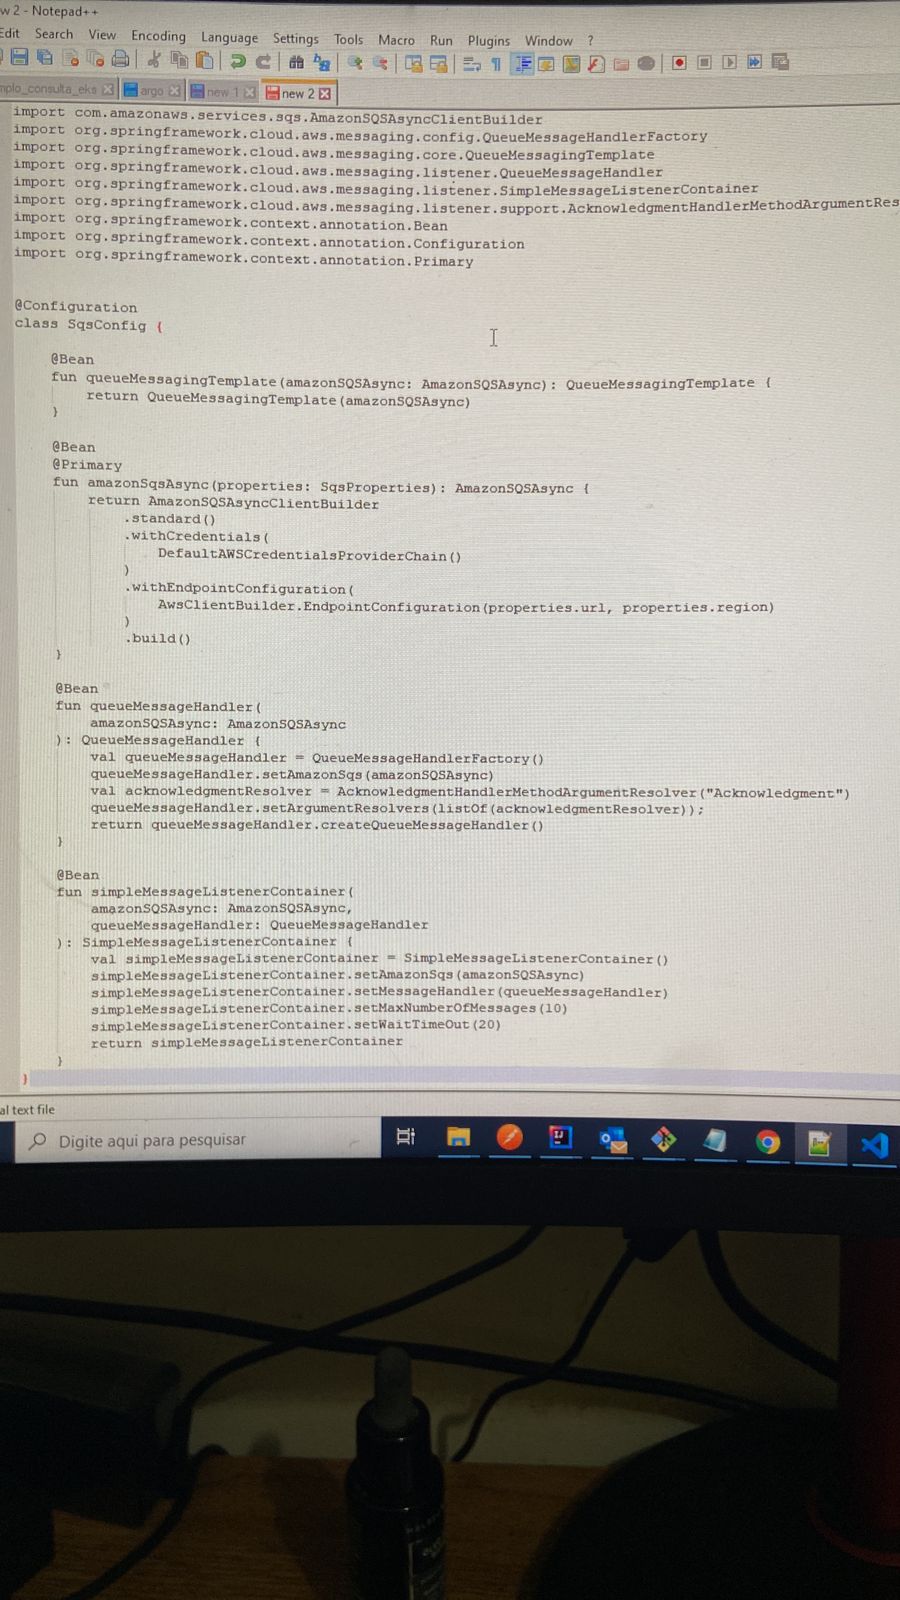 w 2 - Notepad++
Edit Search View Encoding Language Settings Tools Macro Run Plugins Window ?
mplo_consulta_eks argo new 1 new 2
import com.amazonaws.services.sqs.AmazonSQSAsyncClientBuilder
import org.springframework.cloud.aws.messaging.config.QueueMessageHandlerFactory
import org.springframework.cloud.aws.messaging.core.QueueMessagingTemplate
import org.springframework.cloud.aws.messaging.listener.QueueMessageHandler
import org.springframework.cloud.aws.messaging.listener.SimpleMessageListenerContainer
import org.springframework.cloud.aws.messaging.listener.support.AcknowledgmentHandlerMethodArgumentRes
import org.springframework.context.annotation.Bean
import org.springframework.context.annotation.Configuration
import org.springframework.context.annotation.Primary
@Configuration
class SqsConfig {
@Bean
fun queueMessagingTemplate(amazonSQSAsync: AmazonSQSAsync): QueueMessagingTemplate {
return QueueMessagingTemplate(amazonSQSAsync)
}
@Bean
@Primary
fun amazonSqsAsync(properties: SqsProperties): AmazonSQSAsync {
return AmazonSQSAsyncClientBuilder
.standard()
.withCredentials(
DefaultAWSCredentialsProviderChain()
)
.withEndpointConfiguration(
AwsClientBuilder.EndpointConfiguration(properties.url, properties.region)
)
.build()
}
@Bean
fun queueMessageHandler(
amazonSQSAsync: AmazonSQSAsync
): QueueMessageHandler {
val queueMessageHandler = QueueMessageHandlerFactory()
queueMessageHandler.setAmazonSqs(amazonSQSAsync)
val acknowledgmentResolver = AcknowledgmentHandlerMethodArgumentResolver("Acknowledgment")
queueMessageHandler.setArgumentResolvers(listOf(acknowledgmentResolver));
return queueMessageHandler.createQueueMessageHandler()
}
@Bean
fun simpleMessageListenerContainer(
amazonSQSAsync: AmazonSQSAsync,
queueMessageHandler: QueueMessageHandler
): SimpleMessageListenerContainer {
val simpleMessageListenerContainer = SimpleMessageListenerContainer()
simpleMessageListenerContainer.setAmazonSqs(amazonSQSAsync)
simpleMessageListenerContainer.setMessageHandler(queueMessageHandler)
simpleMessageListenerContainer.setMaxNumberOfMessages(10)
simpleMessageListenerContainer.setWaitTimeOut(20)
return simpleMessageListenerContainer
}
}
al text file
Digite aqui para pesquisar